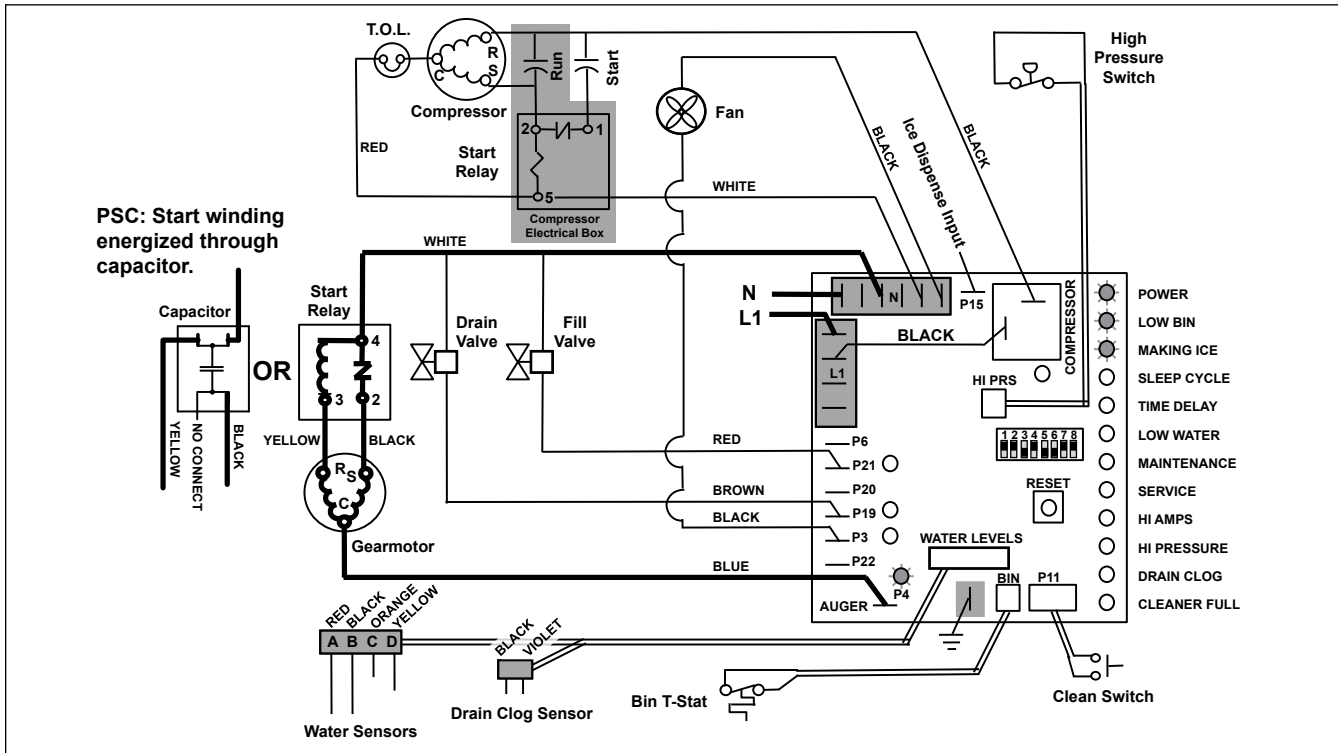 T.O.L.
R
S
C
Compressor
Run
Start
2
1
5
Start
Relay
Compressor
Electrical Box
RED
WHITE
Fan
BLACK
Ice Dispense Input
BLACK
High
Pressure
Switch
PSC: Start winding
energized through
capacitor.
WHITE
Capacitor
YELLOW
NO CONNECT
BLACK
OR
Start
Relay
4
3
2
YELLOW
BLACK
R
S
C
Gearmotor
Drain
Valve
Fill
Valve
N
L1
N
L1
P15
BLACK
COMPRESSOR
HI PRS
RED
BROWN
BLACK
BLUE
P6
P21
P20
P19
P3
P22
P4
AUGER
1 2 3 4 5 6 7 8
RESET
WATER LEVELS
BIN
P11
POWER
LOW BIN
MAKING ICE
SLEEP CYCLE
TIME DELAY
LOW WATER
MAINTENANCE
SERVICE
HI AMPS
HI PRESSURE
DRAIN CLOG
CLEANER FULL
RED
BLACK
ORANGE
YELLOW
A B C D
Water Sensors
BLACK
VIOLET
Drain Clog Sensor
Bin T-Stat
Clean Switch